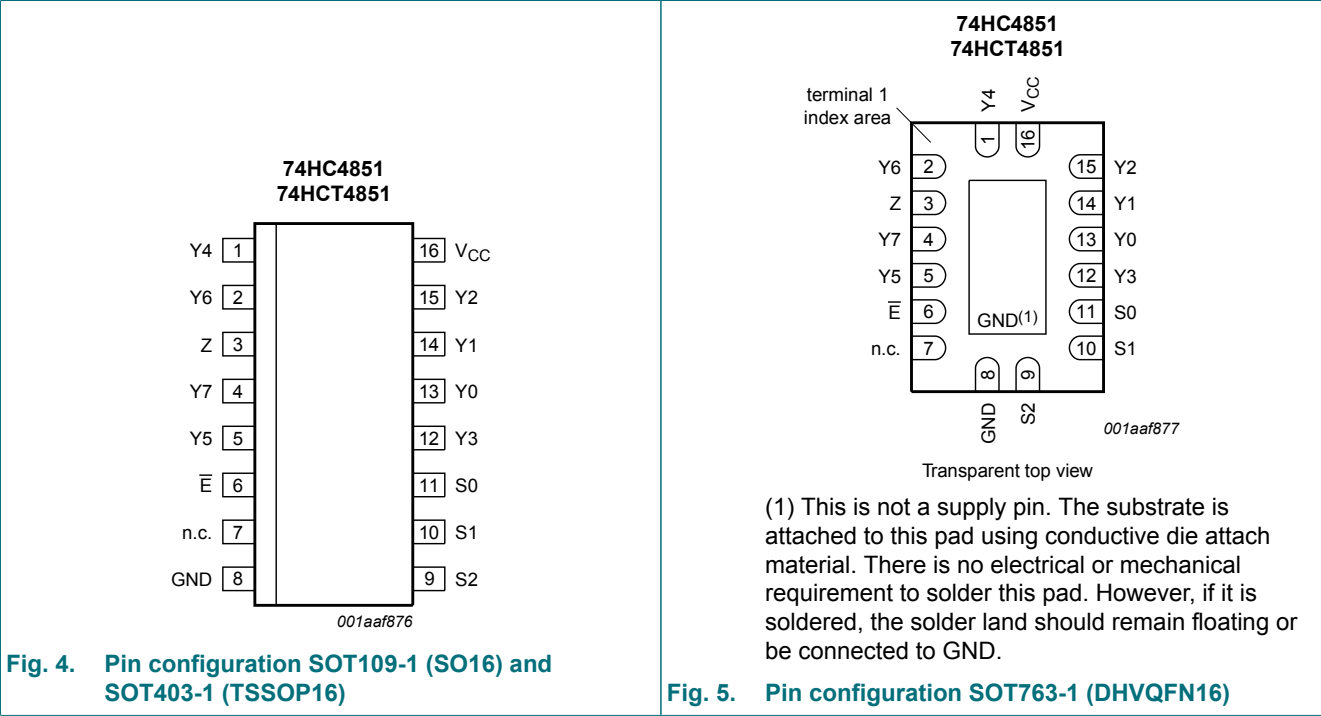 74HC4851
74HCT4851
Y4 1
16 VCC
Y6 2
15 Y2
Z 3
14 Y1
Y7 4
13 Y0
Y5 5
12 Y3
E̅ 6
11 S0
n.c. 7
10 S1
GND 8
9 S2
001aaf876
Fig. 4. Pin configuration SOT109-1 (SO16) and
SOT403-1 (TSSOP16)
74HC4851
74HCT4851
terminal 1
index area
Y4
VCC
1
16
Y6 2
15 Y2
Z 3
14 Y1
Y7 4
13 Y0
Y5 5
12 Y3
E̅ 6
11 S0
GND(1)
n.c. 7
10 S1
8
9
GND
S2
001aaf877
Transparent top view
(1) This is not a supply pin. The substrate is
attached to this pad using conductive die attach
material. There is no electrical or mechanical
requirement to solder this pad. However, if it is
soldered, the solder land should remain floating or
be connected to GND.
Fig. 5. Pin configuration SOT763-1 (DHVQFN16)